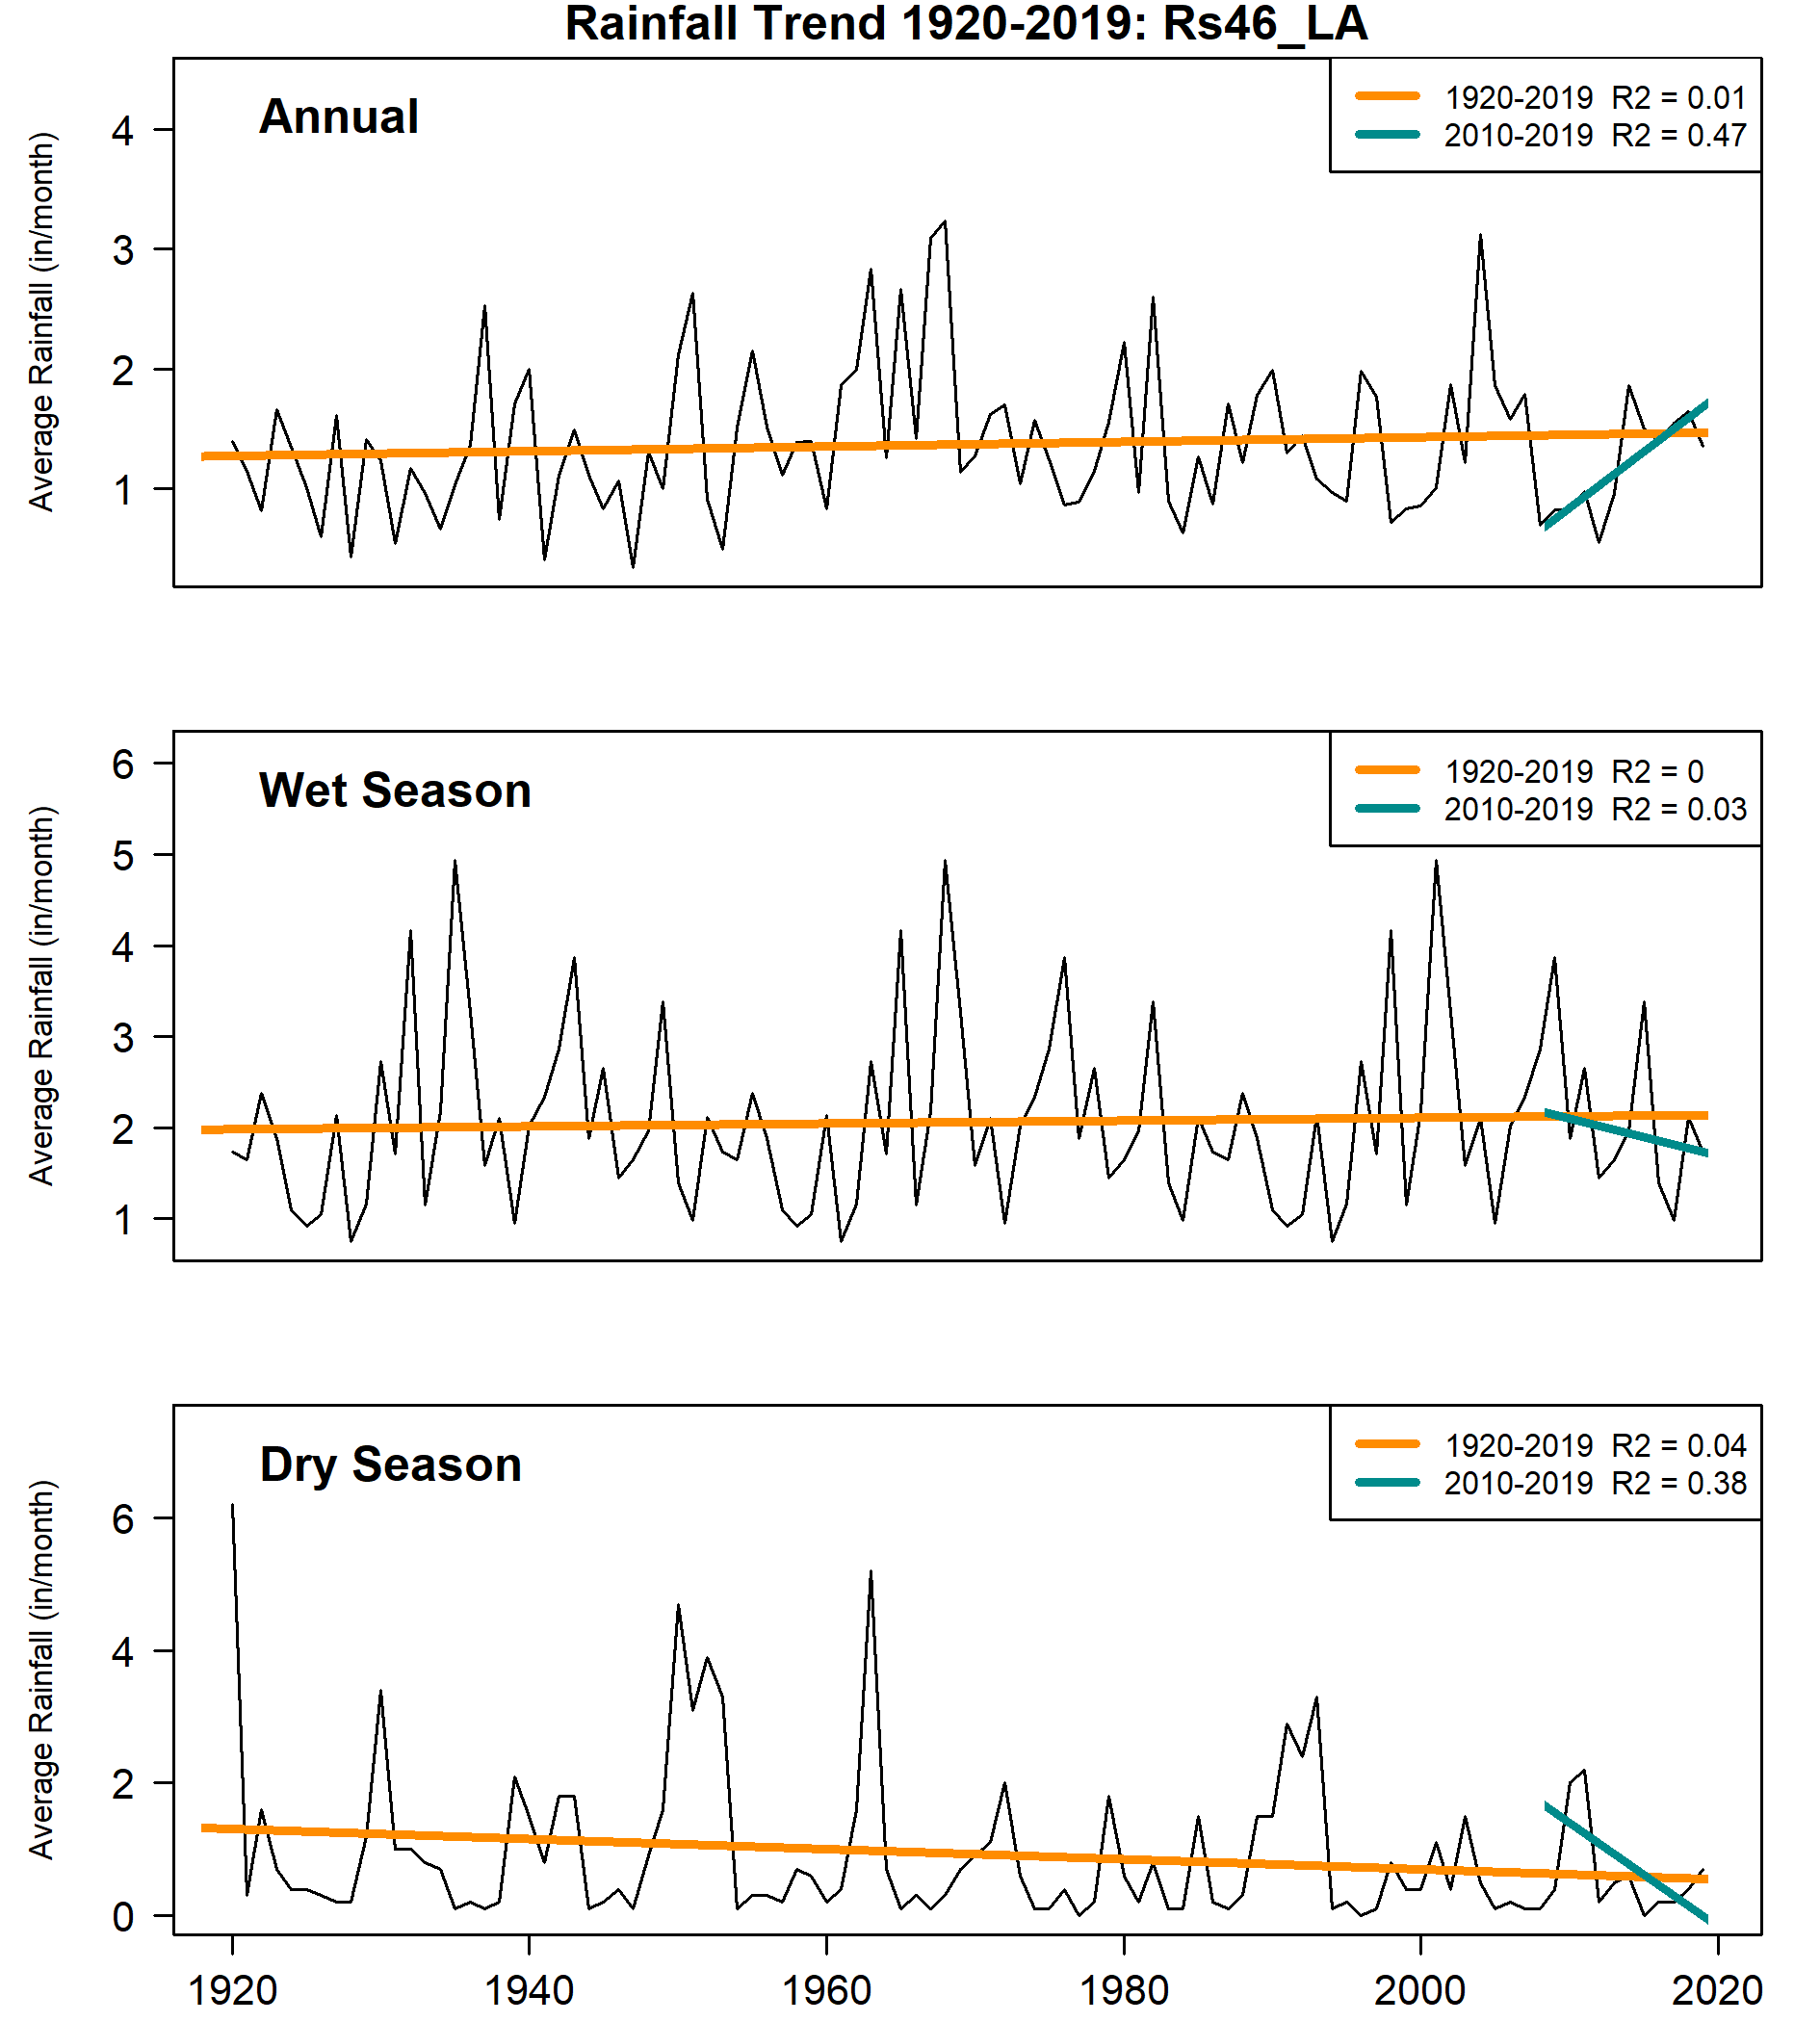 Rainfall Trend 1920-2019: Rs46_LA
Annual
1920-2019 R2 = 0.01
2010-2019 R2 = 0.47
Average Rainfall (in/month)
4
3
2
1
Wet Season
1920-2019 R2 = 0
2010-2019 R2 = 0.03
Average Rainfall (in/month)
6
5
4
3
2
1
Dry Season
1920-2019 R2 = 0.04
2010-2019 R2 = 0.38
Average Rainfall (in/month)
6
4
2
0
1920 1940 1960 1980 2000 2020